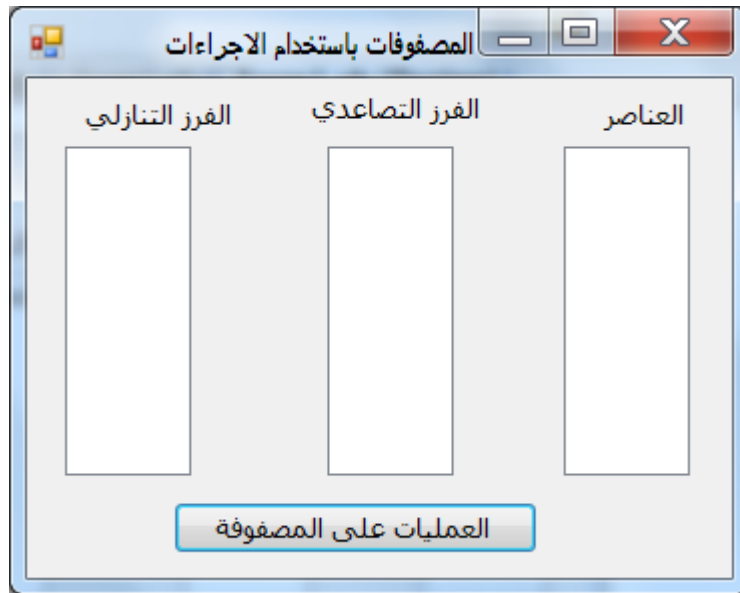 المصفوفات باستخدام الاجراءات
العناصر
الفرز التصاعدي
الفرز التنازلي
العمليات على المصفوفة